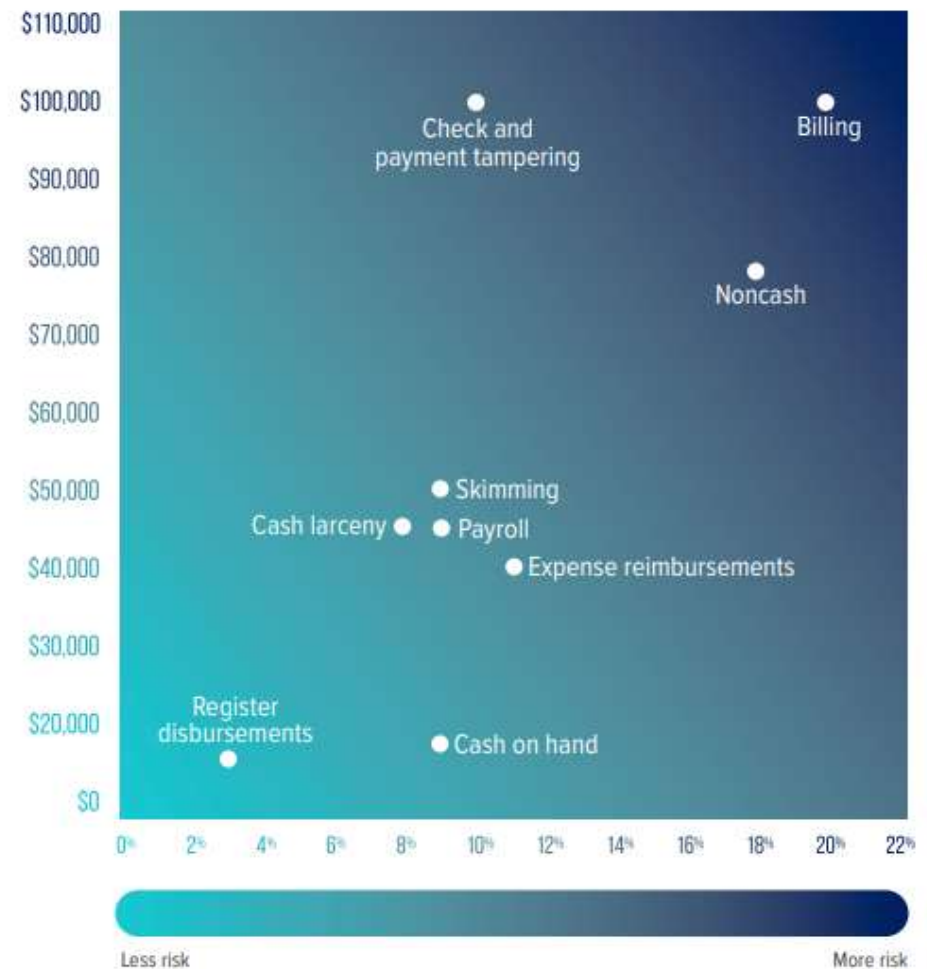 $110,000
$100,000
$90,000
$80,000
$70,000
$60,000
$50,000
$40,000
$30,000
$20,000
$0
Check and
payment tampering
Billing
Noncash
Skimming
Cash larceny
Payroll
Expense reimbursements
Register
disbursements
Cash on hand
0% 2% 4% 6% 8% 10% 12% 14% 16% 18% 20% 22%
Less risk More risk